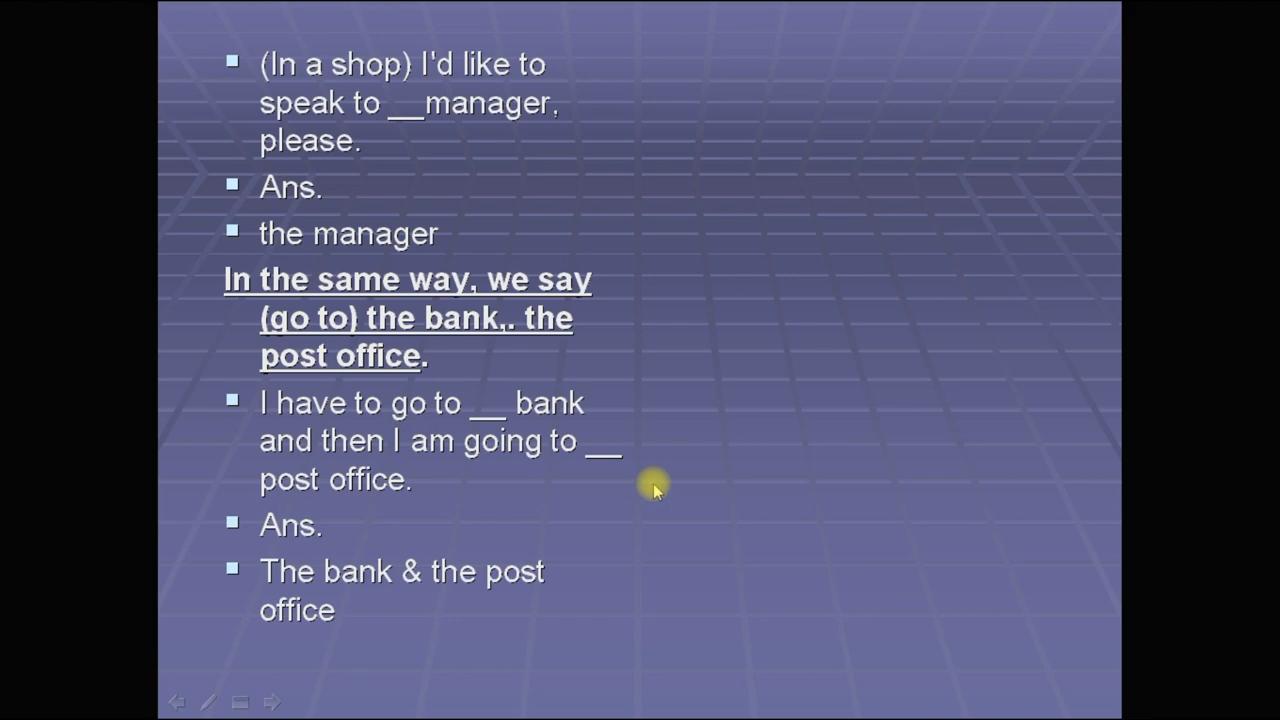 (In a shop) I'd like to
speak to __manager,
please.
Ans.
the manager
In the same way, we say
(go to) the bank,. the
post office.
I have to go to __ bank
and then I am going to __
post office.
Ans.
The bank & the post
office